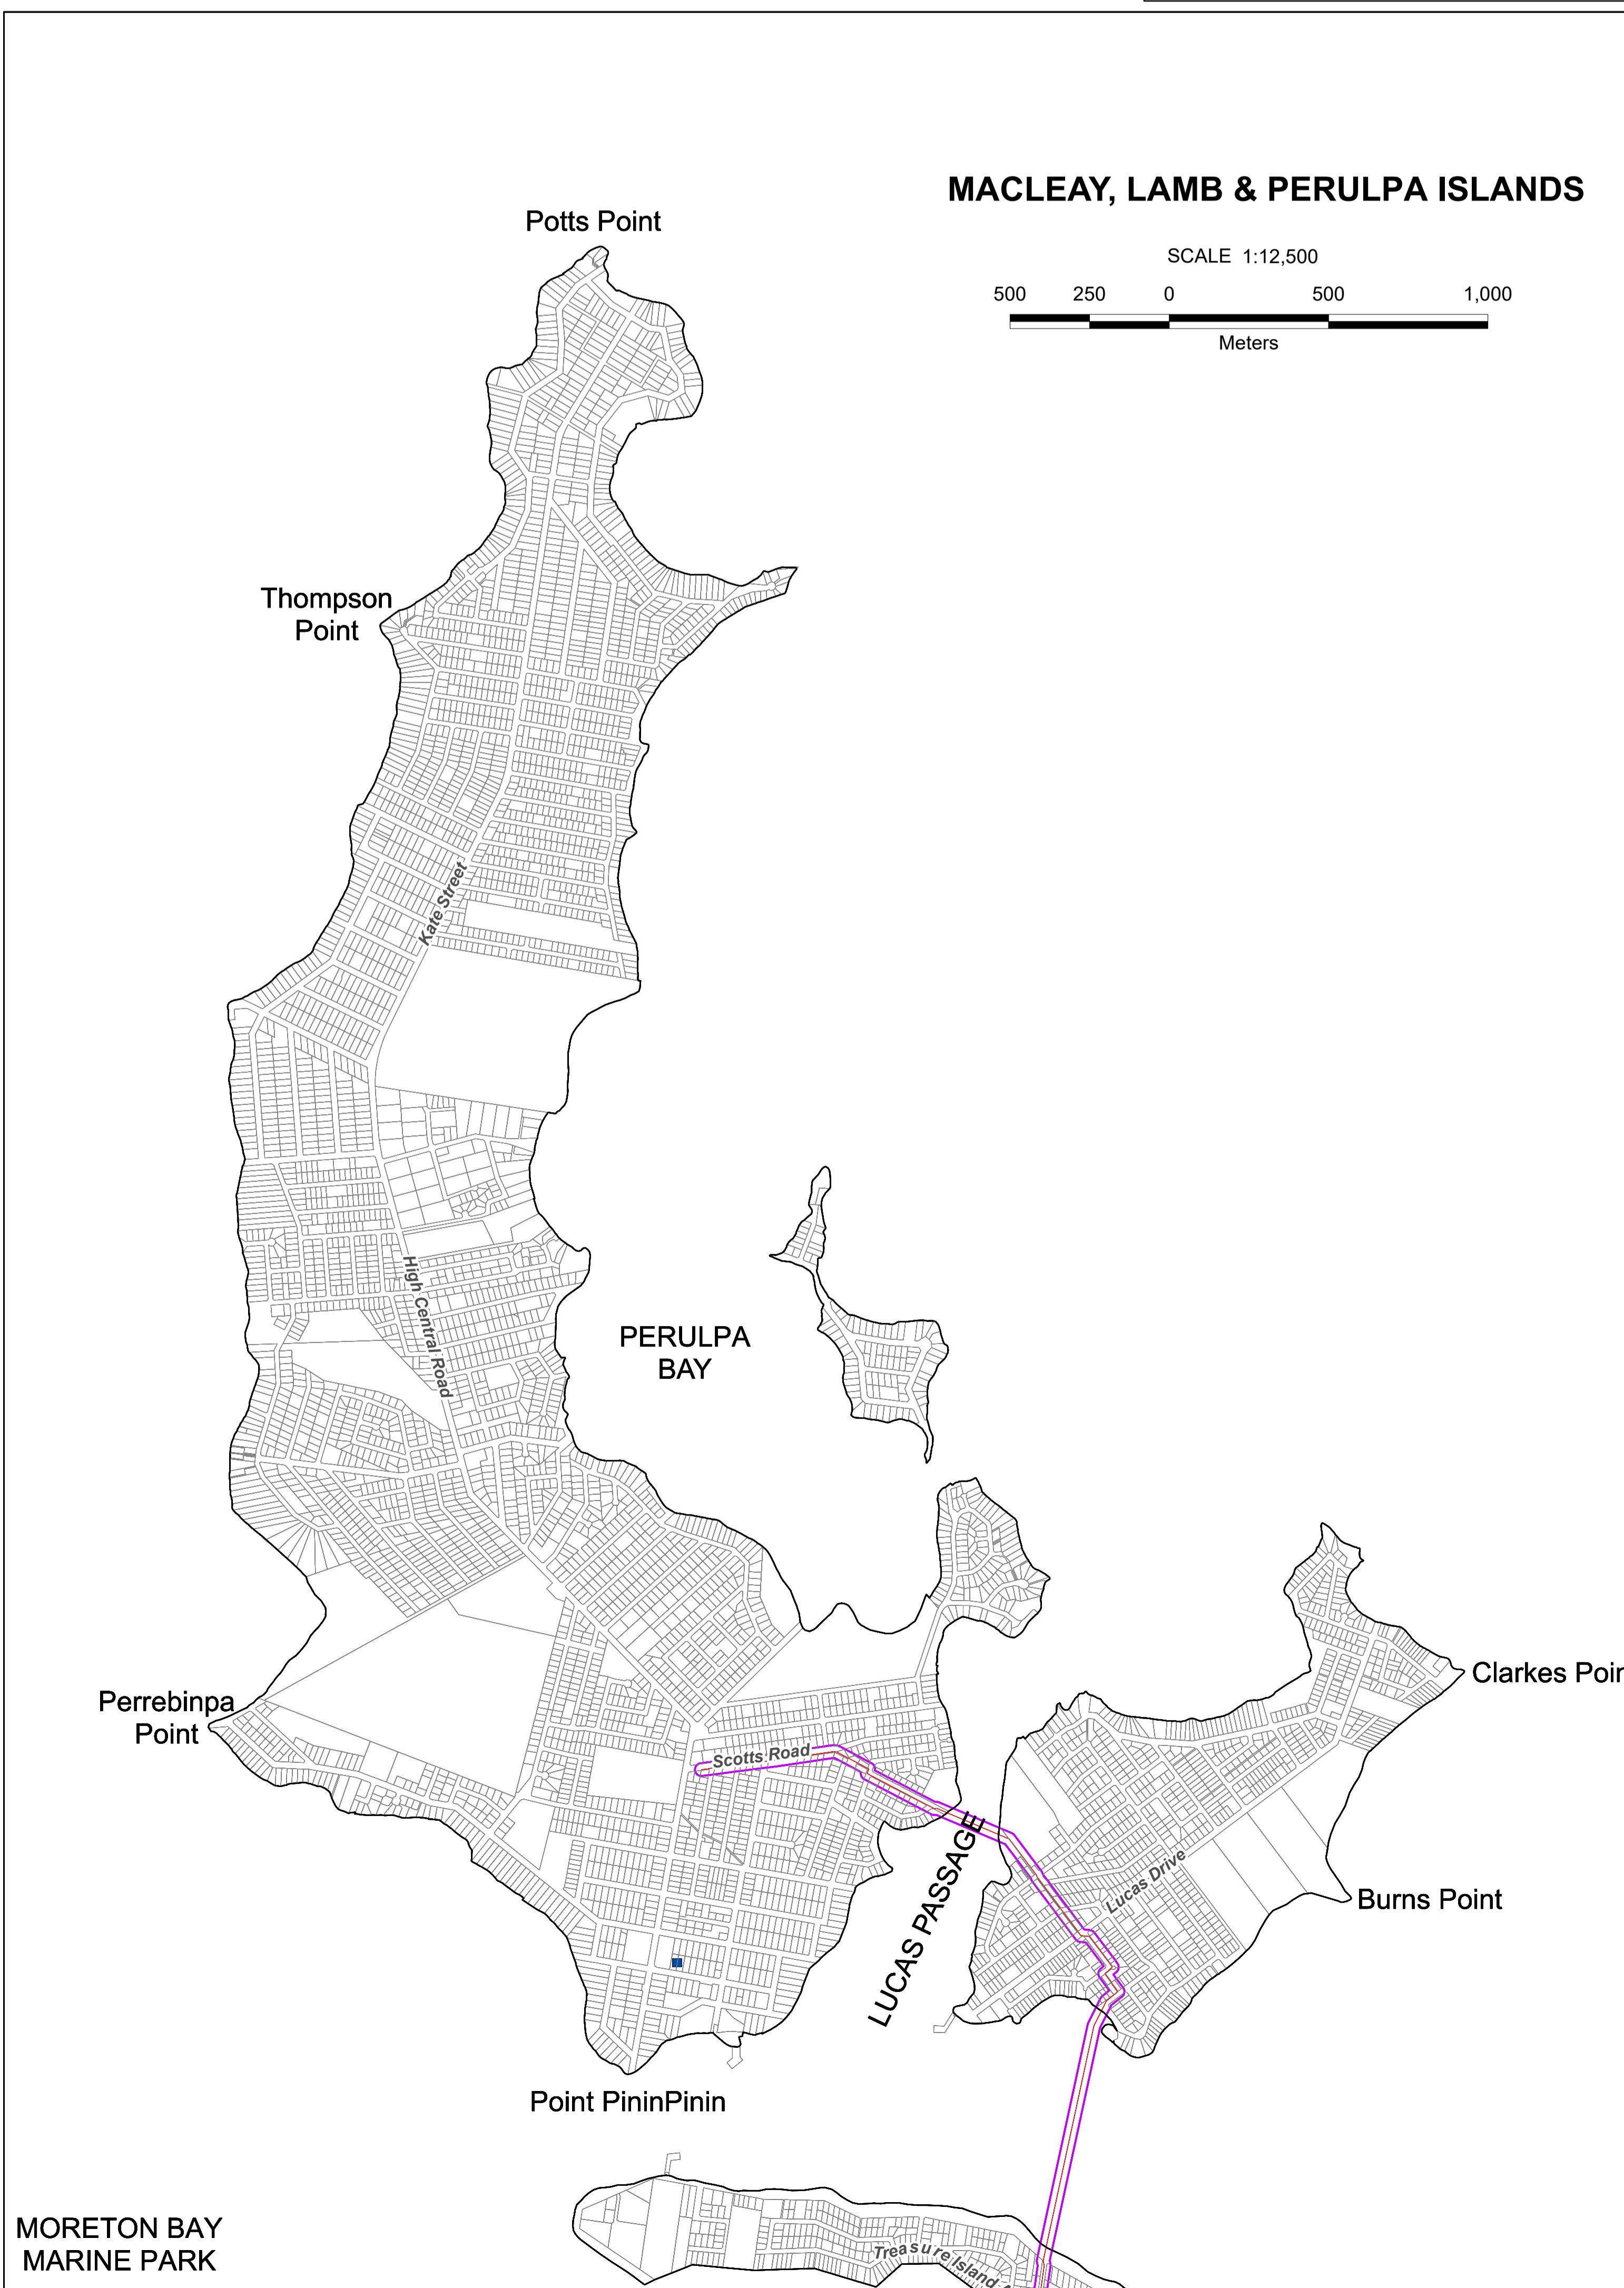 MACLEAY, LAMB & PERULPA ISLANDS
SCALE 1:12,500
500 250 0 500 1,000
Meters
Potts Point
Thompson
Point
Kate Street
High Central Road
PERULPA
BAY
Clarkes Poin
Perrebinpa
Point
Scotts Road
LUCAS PASSAGE
Lucas Drive
Burns Point
Point PininPinin
MORETON BAY
MARINE PARK
Treasure Island